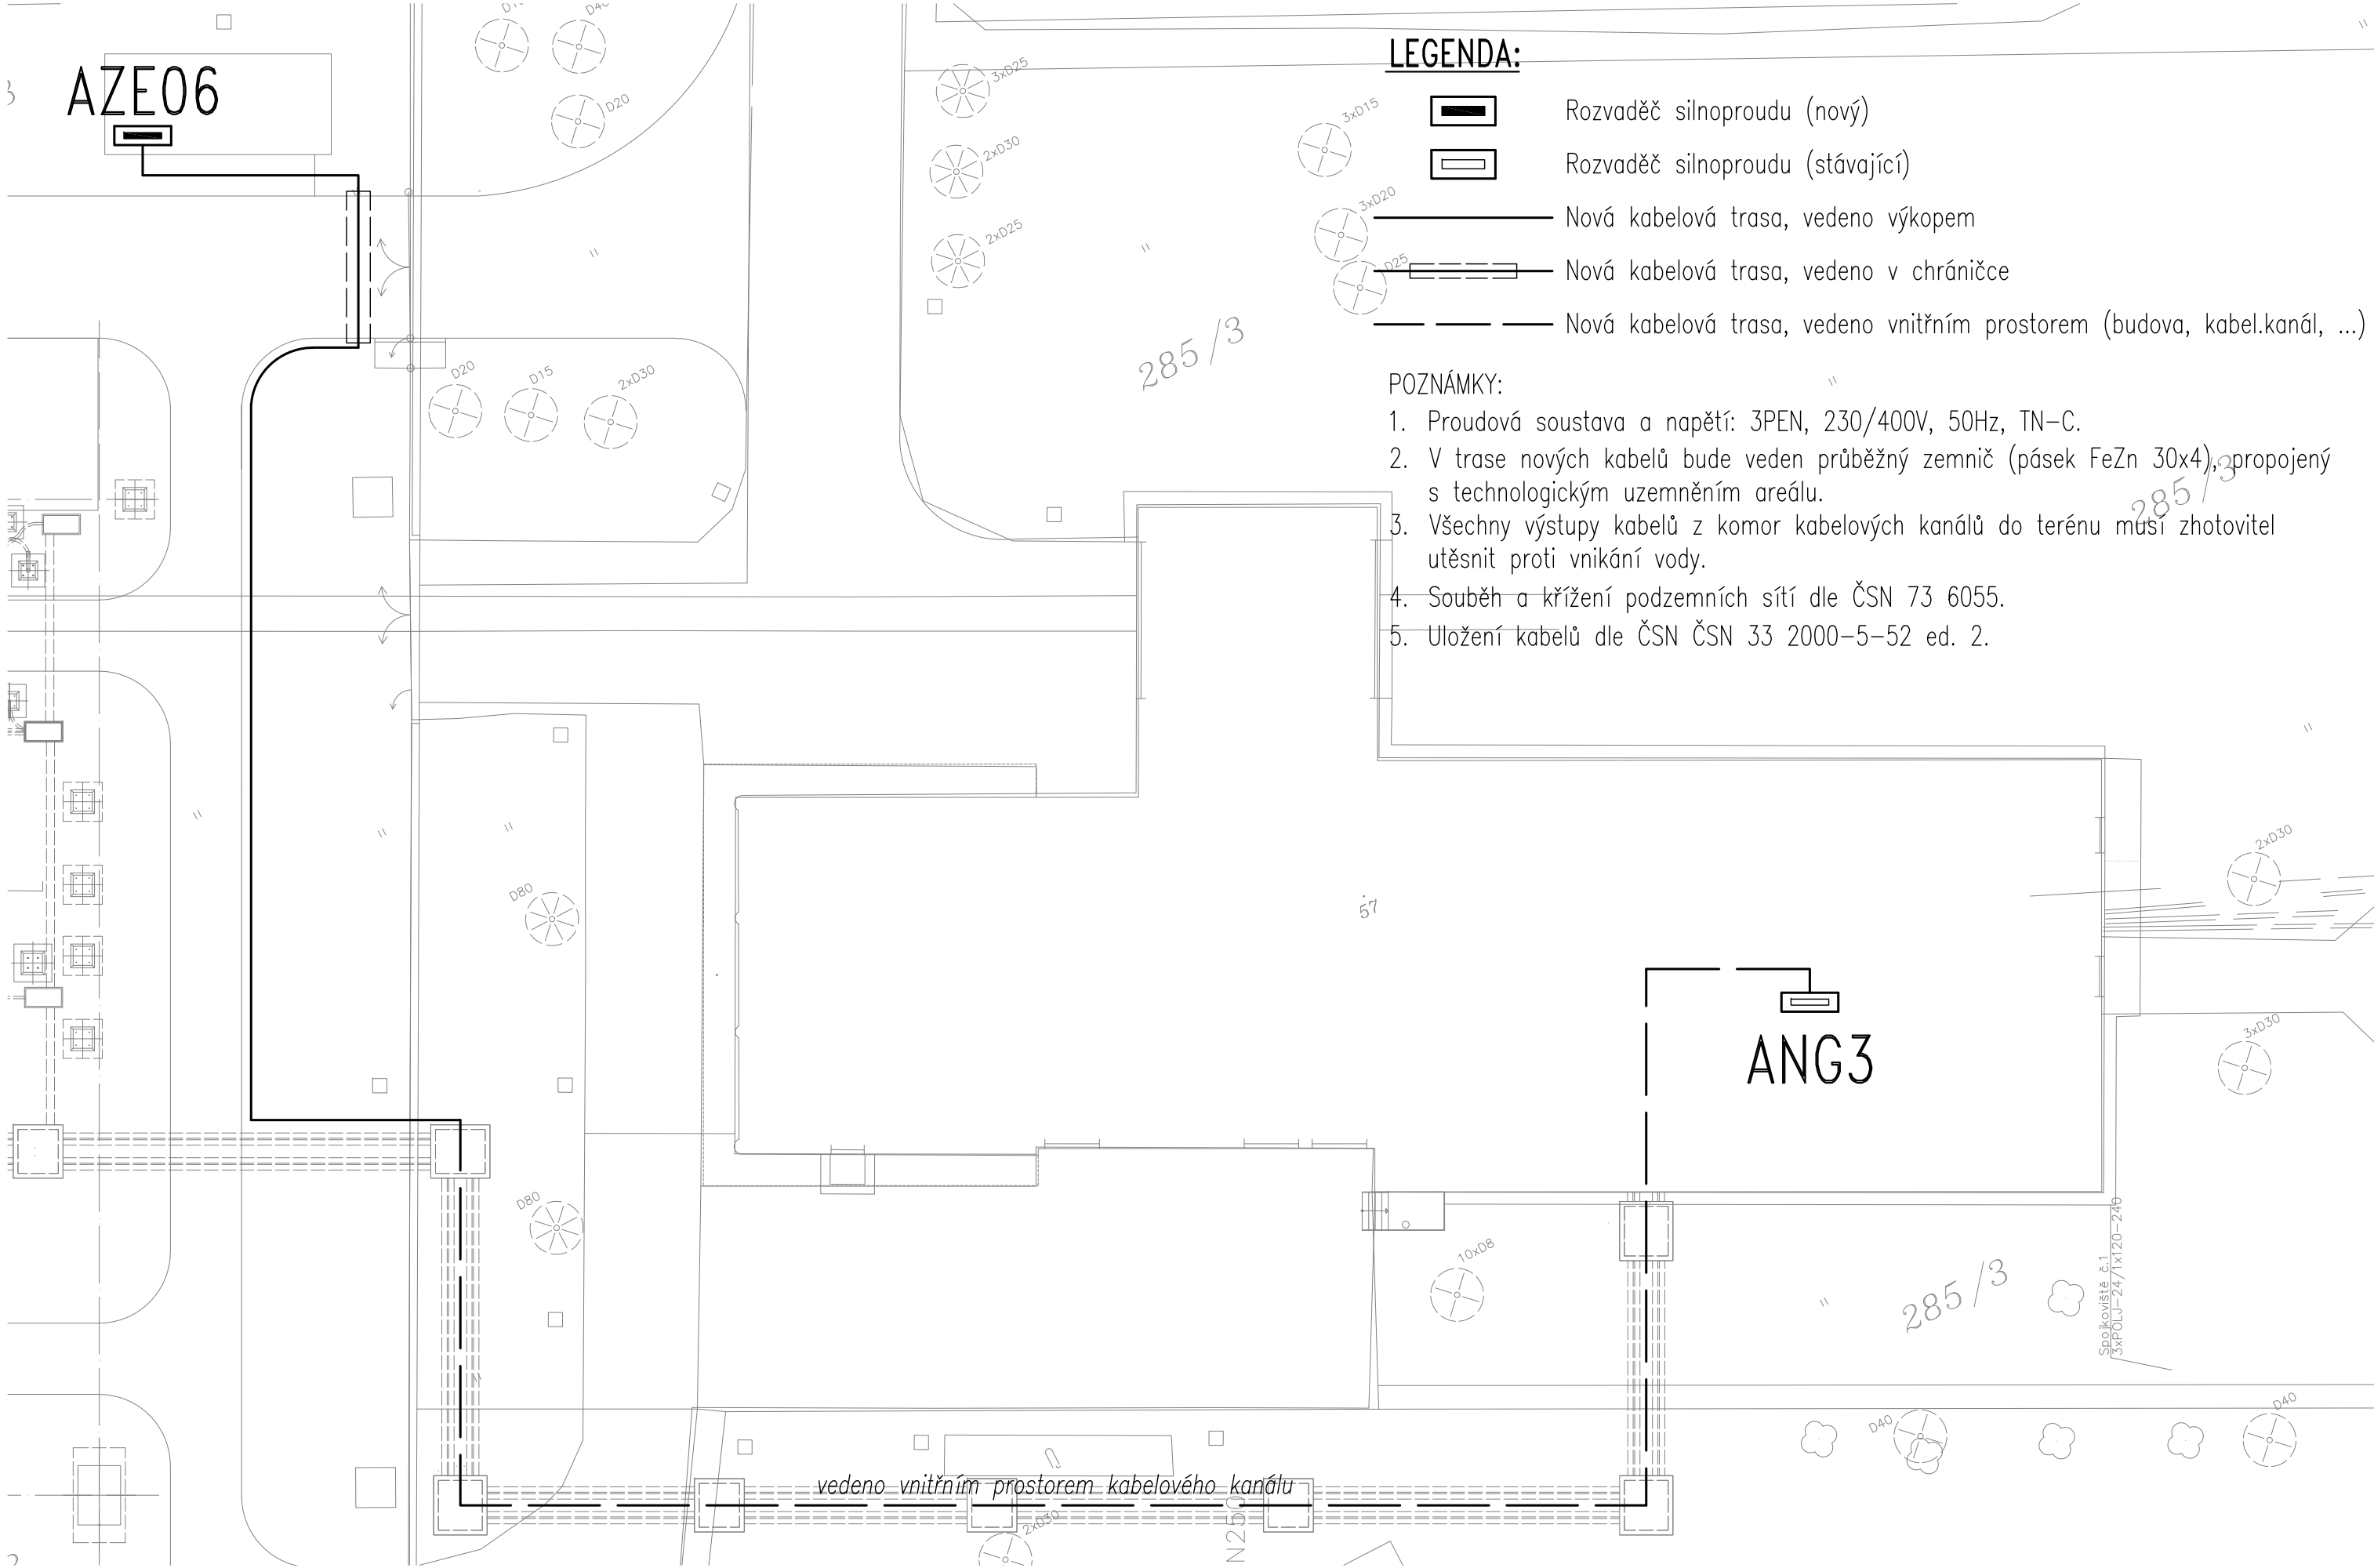 AZE06
D20
3xD25
2xD30
2xD25
3xD15
3xD20
D25
285/3
D20
D15
2xD30
LEGENDA:
Rozvaděč silnoproudu (nový)
Rozvaděč silnoproudu (stávající)
Nová kabelová trasa, vedeno výkopem
Nová kabelová trasa, vedeno v chráničce
Nová kabelová trasa, vedeno vnitřním prostorem (budova, kabel.kanál, ...)
POZNÁMKY:
1. Proudová soustava a napětí: 3PEN, 230/400V, 50Hz, TN-C.
2. V trase nových kabelů bude veden průběžný zemnič (pásek FeZn 30x4), propojený
s technologickým uzemněním areálu.
3. Všechny výstupy kabelů z komor kabelových kanálů do terénu musí zhotovitel
utěsnit proti vnikání vody.
4. Souběh a křížení podzemních sítí dle ČSN 73 6055.
5. Uložení kabelů dle ČSN ČSN 33 2000-5-52 ed. 2.
285/3
2xD30
D80
57
ANG3
3xD30
D80
10xD8
285/3
Spojkoviště č.1
3xPOLJ-24/1x120-240
D40
D40
vedeno vnitřním prostorem kabelového kanálu
2xD30
N250